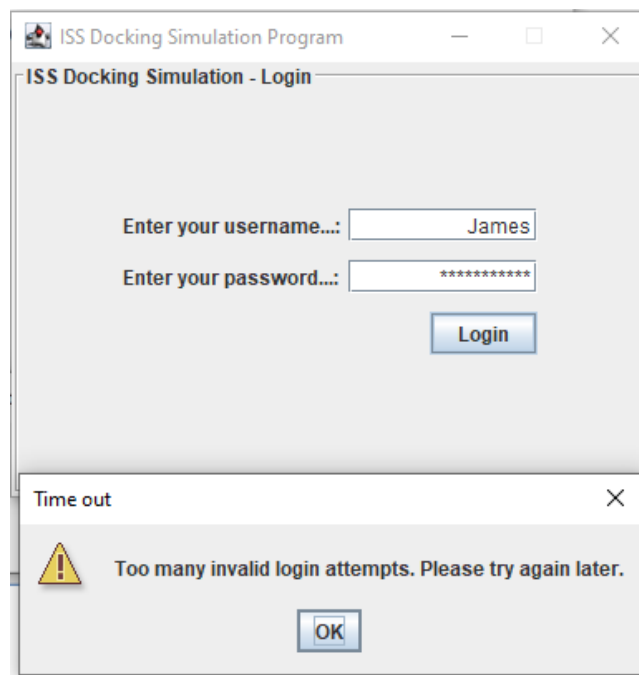 ISS Docking Simulation Program
ISS Docking Simulation - Login
Enter your username...: James
Enter your password...: ***********
Login
Time out
Too many invalid login attempts. Please try again later.
OK